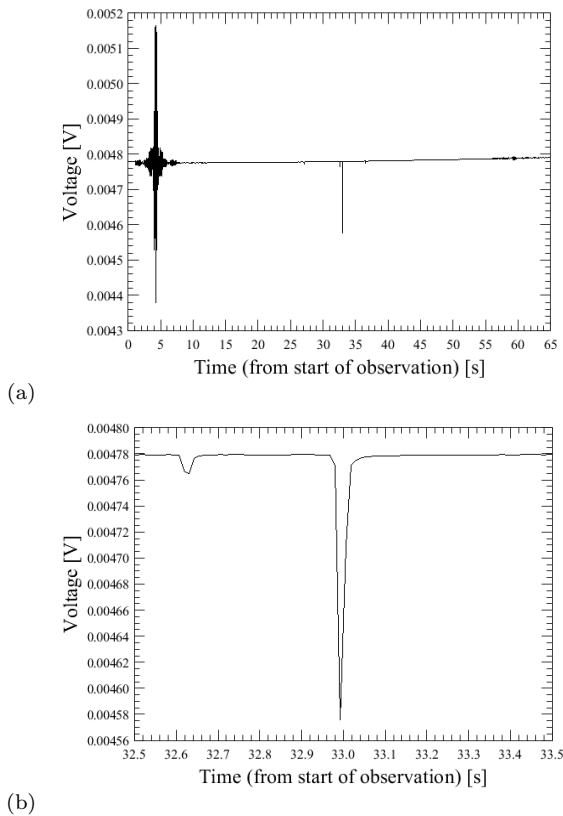 0.0052
0.0051
0.0050
0.0049
0.0048
0.0047
0.0046
0.0045
0.0044
0.0043
Voltage [V]
0 5 10 15 20 25 30 35 40 45 50 55 60 65
Time (from start of observation) [s]
(a)
0.00480
0.00478
0.00476
0.00474
0.00472
0.00470
0.00468
0.00466
0.00464
0.00462
0.00460
0.00458
0.00456
Voltage [V]
32.5 32.6 32.7 32.8 32.9 33.0 33.1 33.2 33.3 33.4 33.5
Time (from start of observation) [s]
(b)